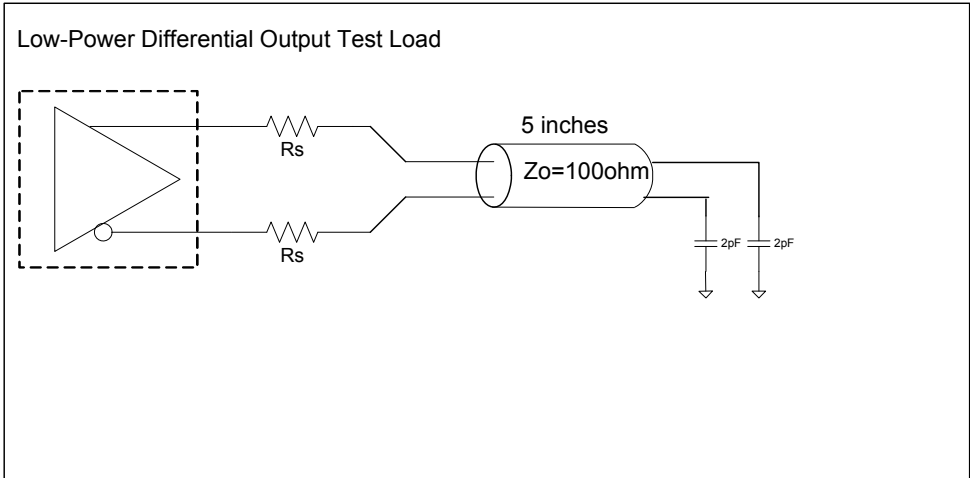 Low-Power Differential Output Test Load
Rs
5 inches
Zo=100ohm
Rs
2pF
2pF